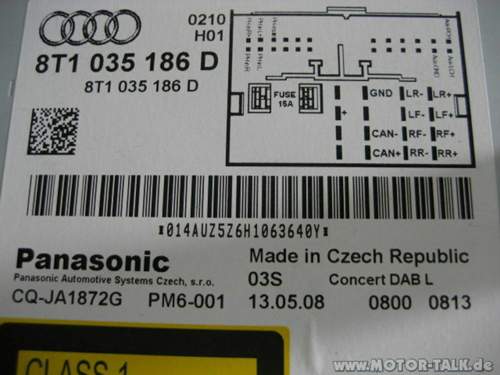 0210
H01
8T1 035 186 D
8T1 035 186 D
FUSE
15A
GND LR- LR+
+ LF- LF+
CAN- RF- RF+
CAN+ RR- RR+
*014AUZ5Z6H1063640Y*
Panasonic Made in Czech Republic
Panasonic Automotive Systems Czech, s.r.o. 03S Concert DAB L
CQ-JA1872G PM6-001 13.05.08 0800 0813
CLASS 1
www.MOTOR-TALK.de